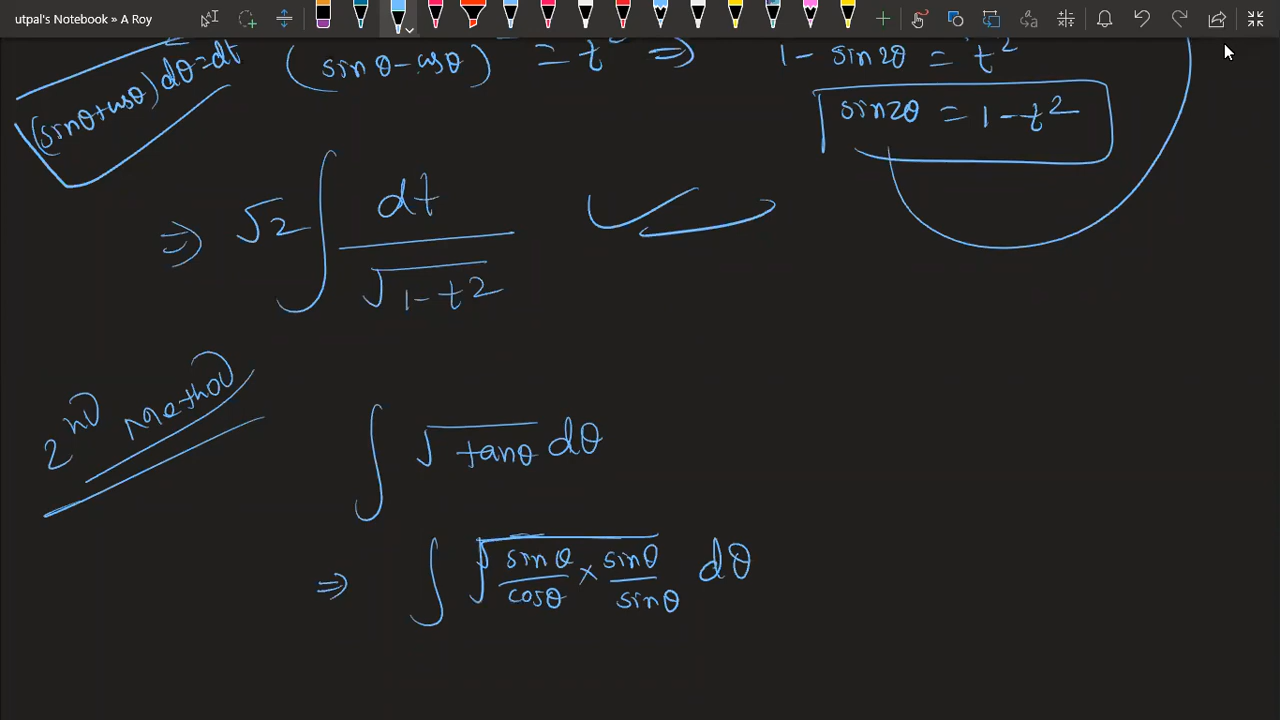 utpal's Notebook » A Roy
(sinθ+cosθ)dθ=dt
(sinθ-cosθ)² = t² ⇒ 1- sin2θ = t²
sin2θ = 1-t²
⇒ √2 ∫ dt / √(1-t²)
2nd Method
∫ √tanθ dθ
⇒ ∫ √(sinθ/cosθ × sinθ/sinθ) dθ